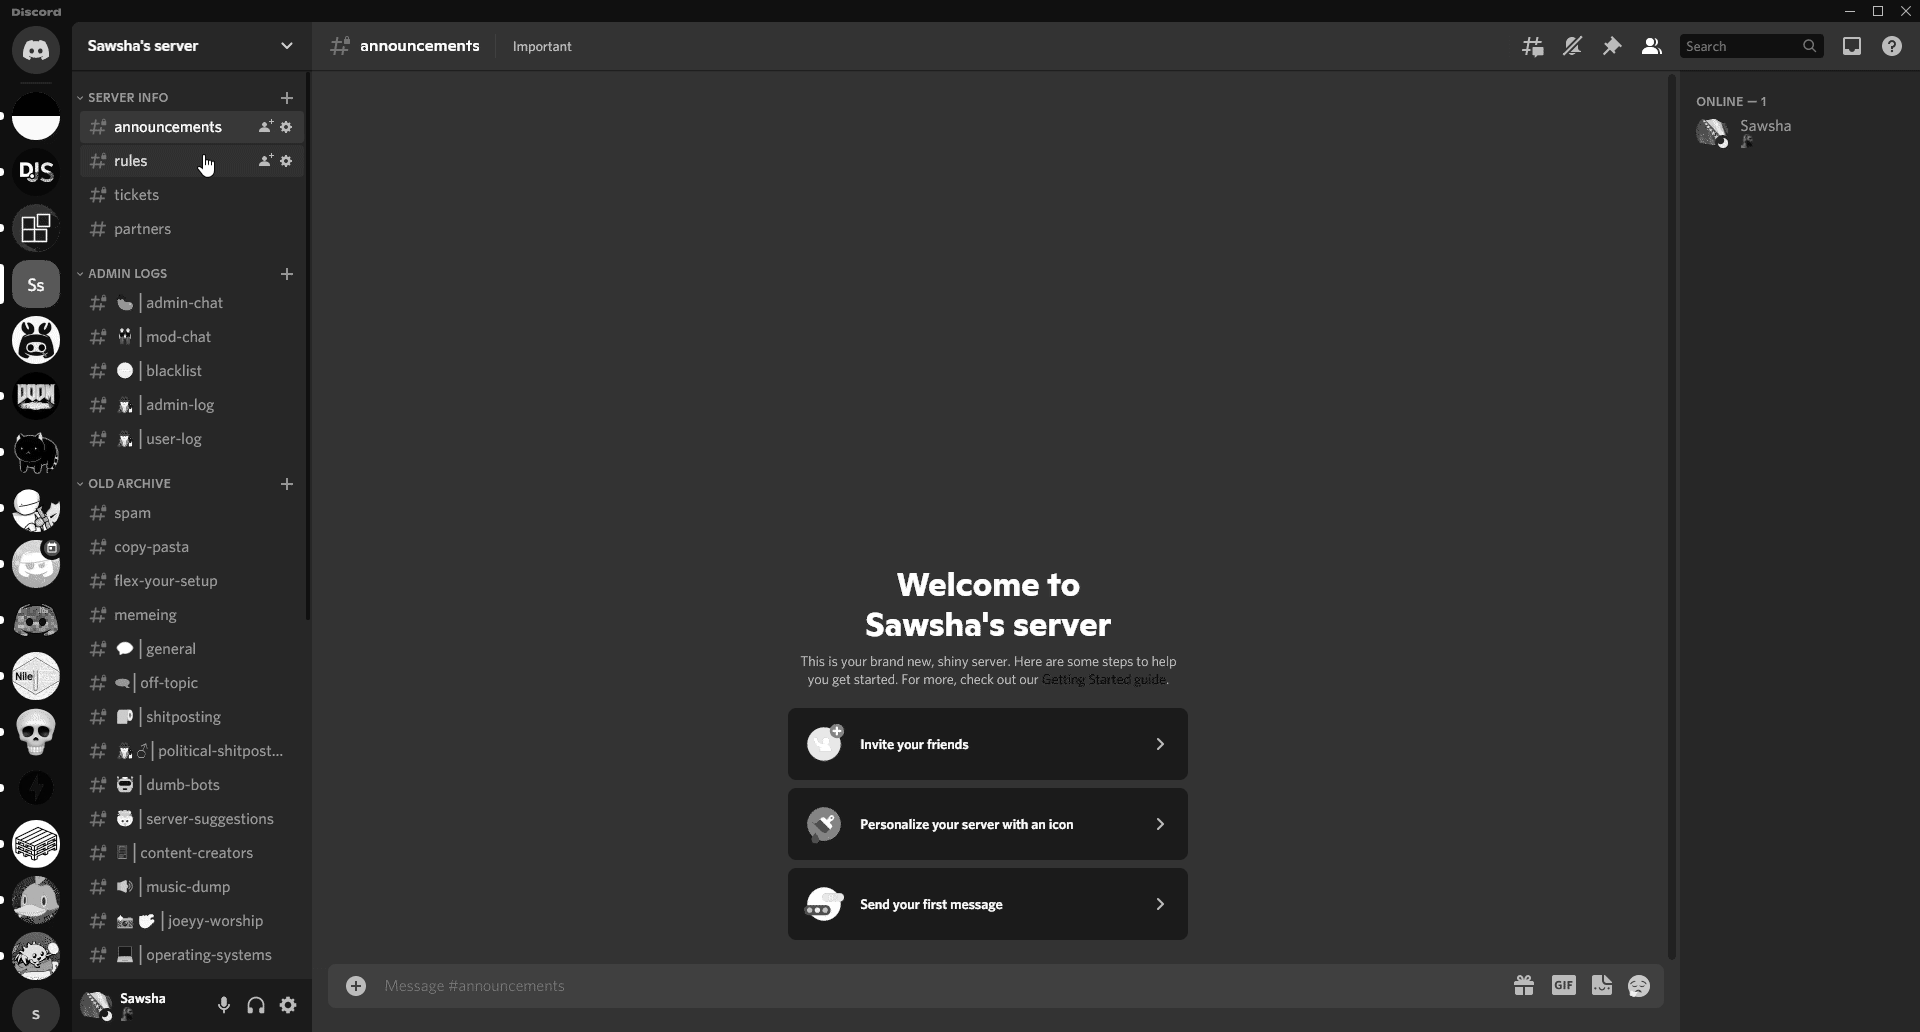 Discord
Sawsha's server
announcements
Important
Search
SERVER INFO
announcements
rules
tickets
partners
ADMIN LOGS
admin-chat
mod-chat
blacklist
admin-log
user-log
OLD ARCHIVE
spam
copy-pasta
flex-your-setup
memeing
general
off-topic
shitposting
political-shitpost...
dumb-bots
server-suggestions
content-creators
music-dump
joeyy-worship
operating-systems
Sawsha
DJS
Ss
DOOM
Nile
s
Welcome to
Sawsha's server
This is your brand new, shiny server. Here are some steps to help
you get started. For more, check out our Getting Started guide.
Invite your friends
Personalize your server with an icon
Send your first message
Message #announcements
GIF
ONLINE — 1
Sawsha